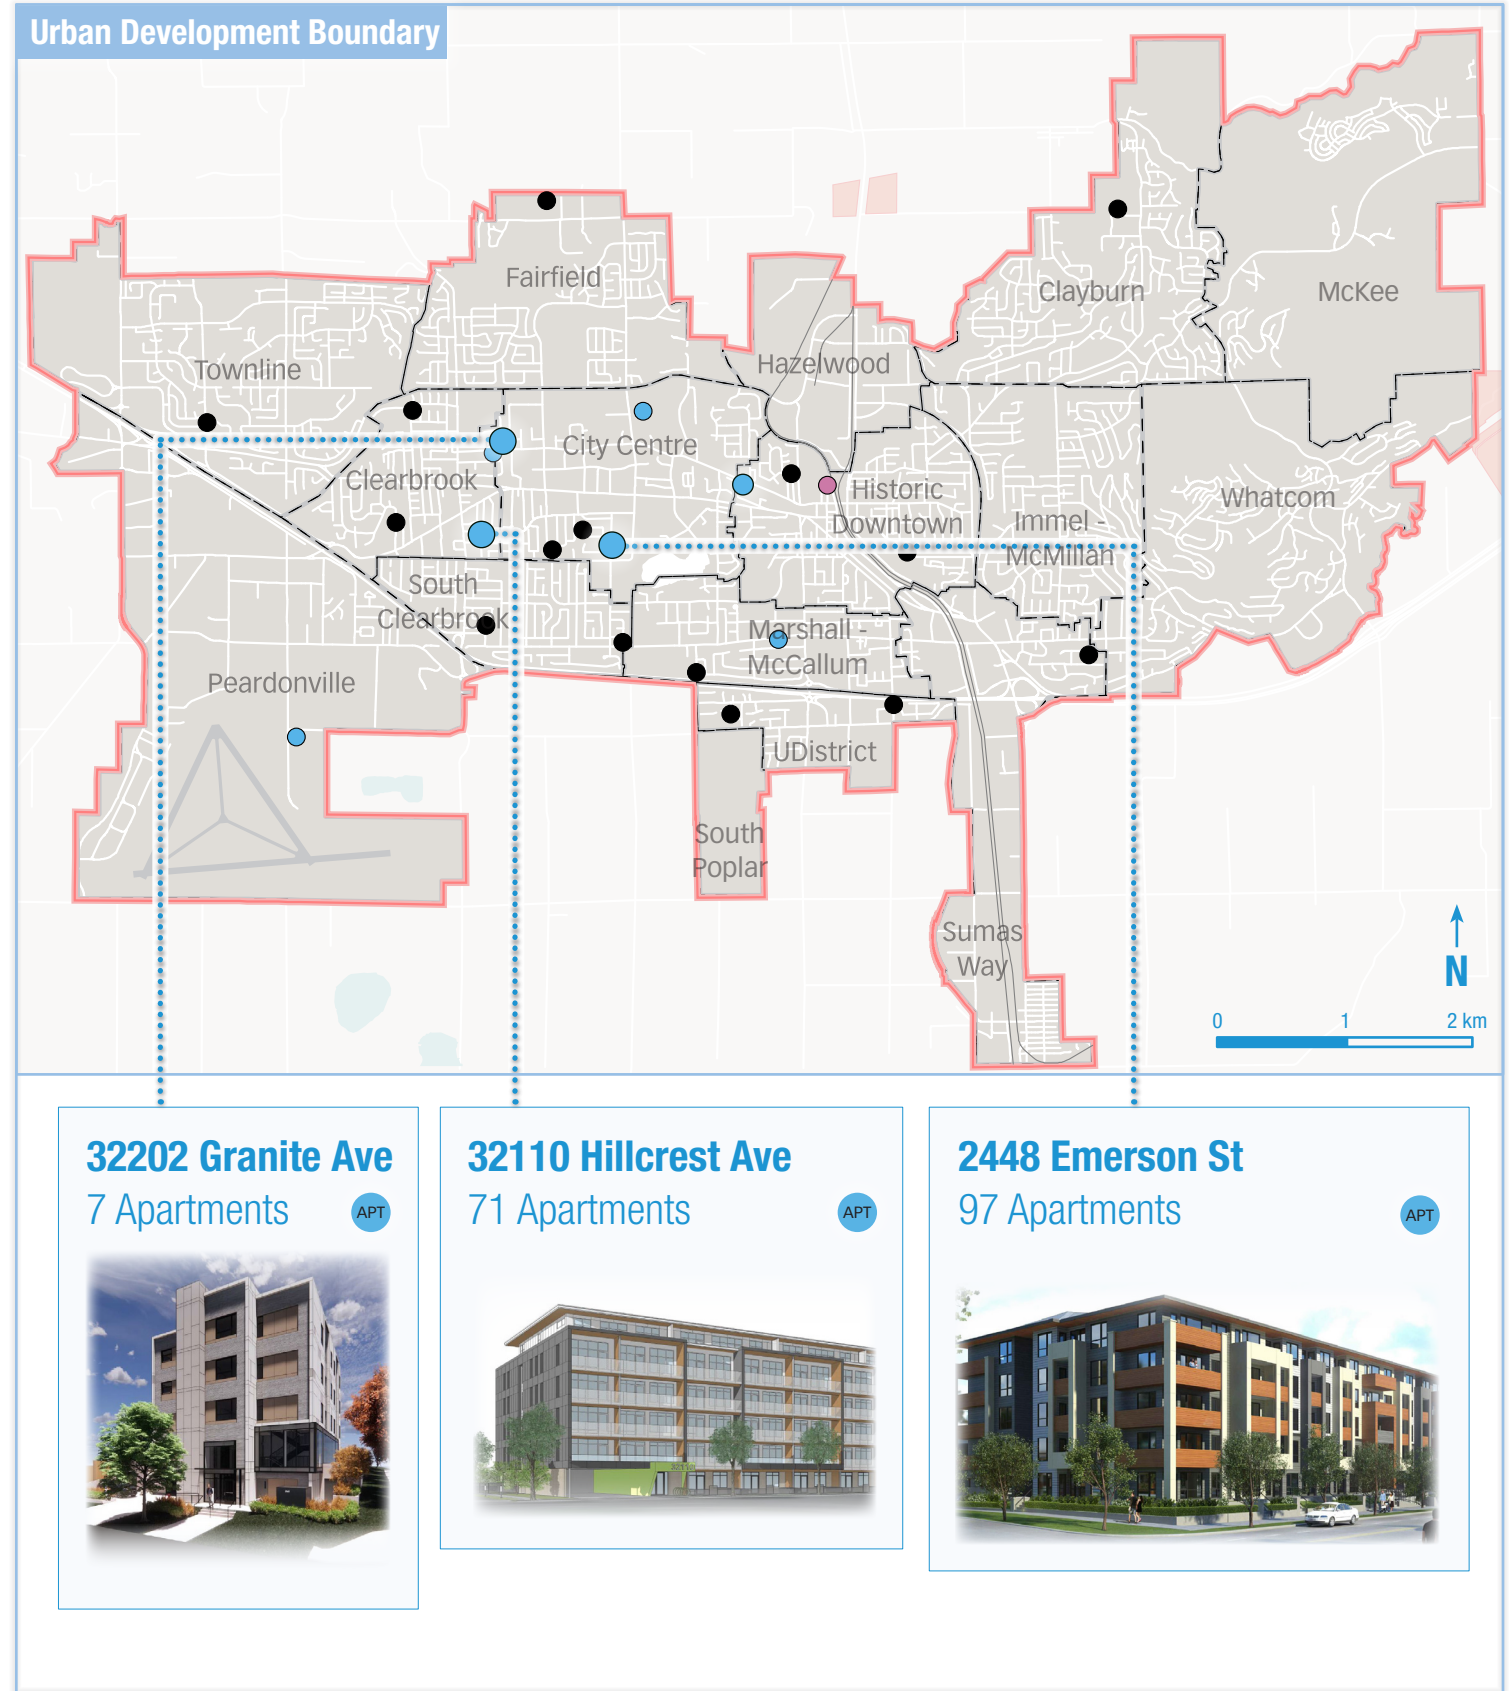 Urban Development Boundary
Fairfield
Clayburn
McKee
Townline
Hazelwood
City Centre
Clearbrook
Historic
Downtown
Whatcom
Immel -
McMillan
South
Clearbrook
Marshall -
McCallum
Peardonville
UDistrict
South
Poplar
Sumas
Way
N
0 1 2 km
32202 Granite Ave
7 Apartments
APT
32110 Hillcrest Ave
71 Apartments
APT
2448 Emerson St
97 Apartments
APT